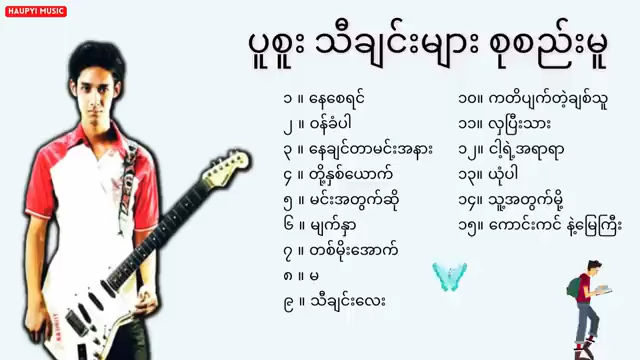 HAUPYI MUSIC
ပူစူး သီချင်းများ စုစည်းမူ
၁ ။ နေစေရင်
၂ ။ ဝန်ခံပါ
၃ ။ နေချင်တာမင်းအနား
၄ ။ တို့နှစ်ယောက်
၅ ။ မင်းအတွက်ဆို
၆ ။ မျက်နှာ
၇ ။ တစ်မိုးအောက်
၈ ။ မ
၉ ။ သီချင်းလေး
၁၀။ ကတိပျက်တဲ့ချစ်သူ
၁၁။ လှပြီးသား
၁၂။ ငါ့ရဲ့အရာရာ
၁၃။ ယုံပါ
၁၄။ သူ့အတွက်မို့
၁၅။ ကောင်းကင် နဲ့မြေကြီး